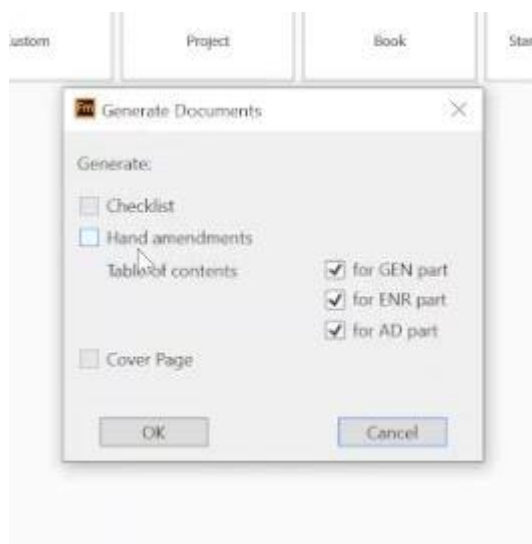 ustom Project Book Star
Fm Generate Documents
Generate:
Checklist
Hand amendments
Table of contents for GEN part
for ENR part
for AD part
Cover Page
OK Cancel